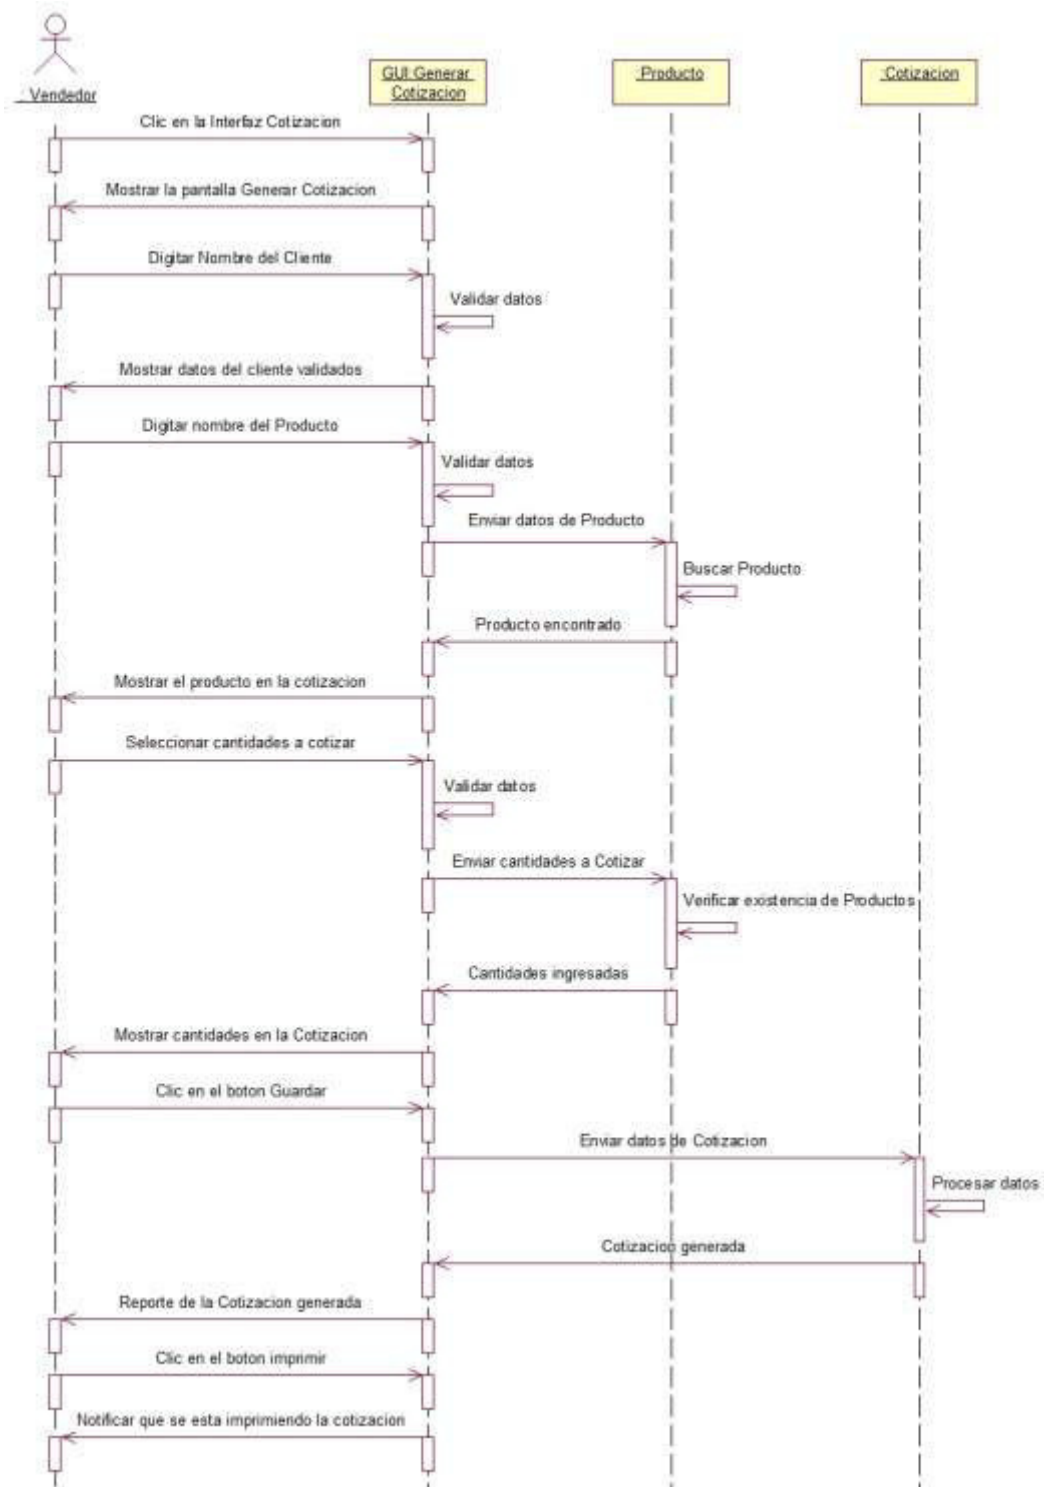 GUI Generar
Cotizacion
:Producto
:Cotizacion
: Vendedor
Clic en la Interfaz Cotizacion
Mostrar la pantalla Generar Cotizacion
Digitar Nombre del Cliente
Validar datos
Mostrar datos del cliente validados
Digitar nombre del Producto
Validar datos
Enviar datos de Producto
Buscar Producto
Producto encontrado
Mostrar el producto en la cotizacion
Seleccionar cantidades a cotizar
Validar datos
Enviar cantidades a Cotizar
Verificar existencia de Productos
Cantidades ingresadas
Mostrar cantidades en la Cotizacion
Clic en el boton Guardar
Enviar datos de Cotizacion
Procesar datos
Cotizacion generada
Reporte de la Cotizacion generada
Clic en el boton imprimir
Notificar que se esta imprimiendo la cotizacion